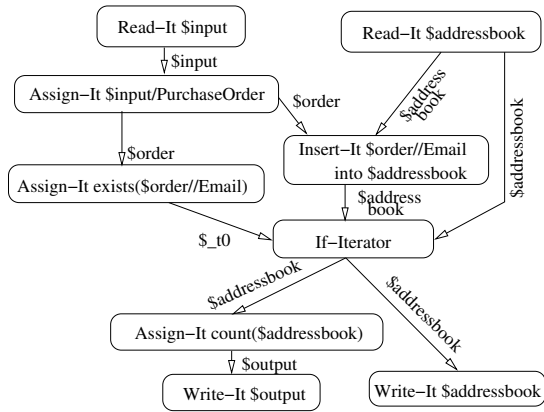 Read−It $input
Read−It $addressbook
$input
Assign−It $input/PurchaseOrder
$order
$address
book
$addressbook
$order
Insert−It $order//Email
into $addressbook
Assign−It exists($order//Email)
$address
book
$_t0
If−Iterator
$addressbook
$addressbook
Assign−It count($addressbook)
$output
Write−It $output
Write−It $addressbook